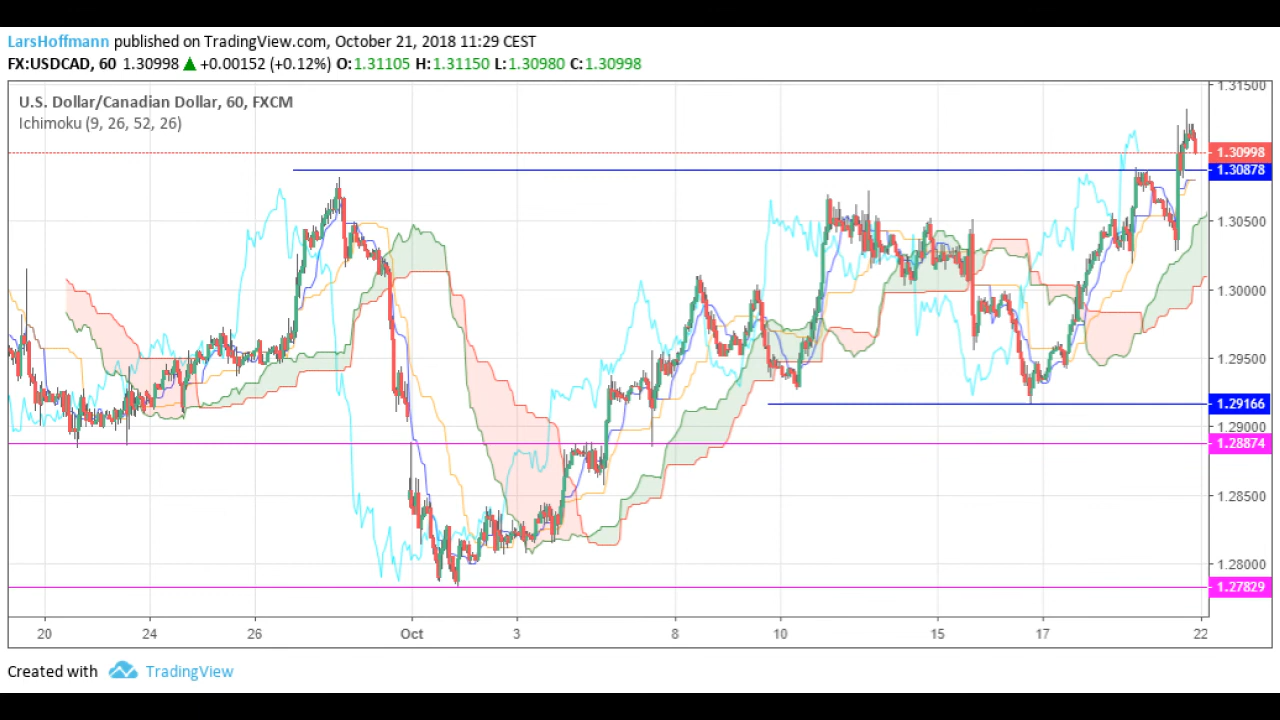 LarsHoffmann published on TradingView.com, October 21, 2018 11:29 CEST
FX:USDCAD, 60 1.30998 ▲ +0.00152 (+0.12%) O:1.31105 H:1.31150 L:1.30980 C:1.30998
U.S. Dollar/Canadian Dollar, 60, FXCM
Ichimoku (9, 26, 52, 26)
1.31500
1.30998
1.30878
1.30500
1.30000
1.29500
1.29166
1.29000
1.28874
1.28500
1.28000
1.27829
20 24 26 Oct 3 8 10 15 17 22
Created with TradingView